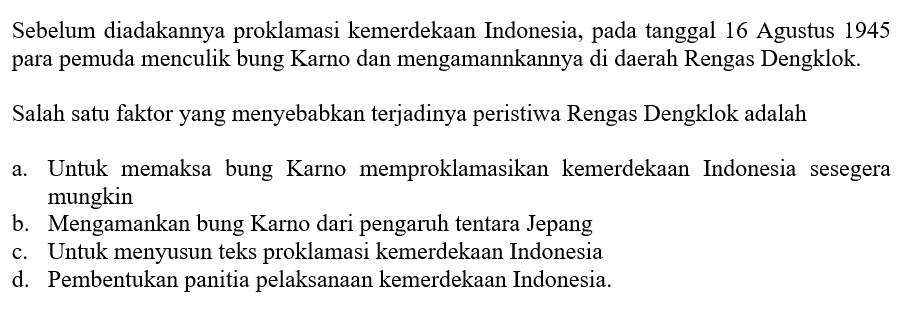 Sebelum diadakannya proklamasi kemerdekaan Indonesia, pada tanggal 16 Agustus 1945
para pemuda menculik bung Karno dan mengamannkannya di daerah Rengas Dengklok.
Salah satu faktor yang menyebabkan terjadinya peristiwa Rengas Dengklok adalah
a. Untuk memaksa bung Karno memproklamasikan kemerdekaan Indonesia sesegera
mungkin
b. Mengamankan bung Karno dari pengaruh tentara Jepang
c. Untuk menyusun teks proklamasi kemerdekaan Indonesia
d. Pembentukan panitia pelaksanaan kemerdekaan Indonesia.